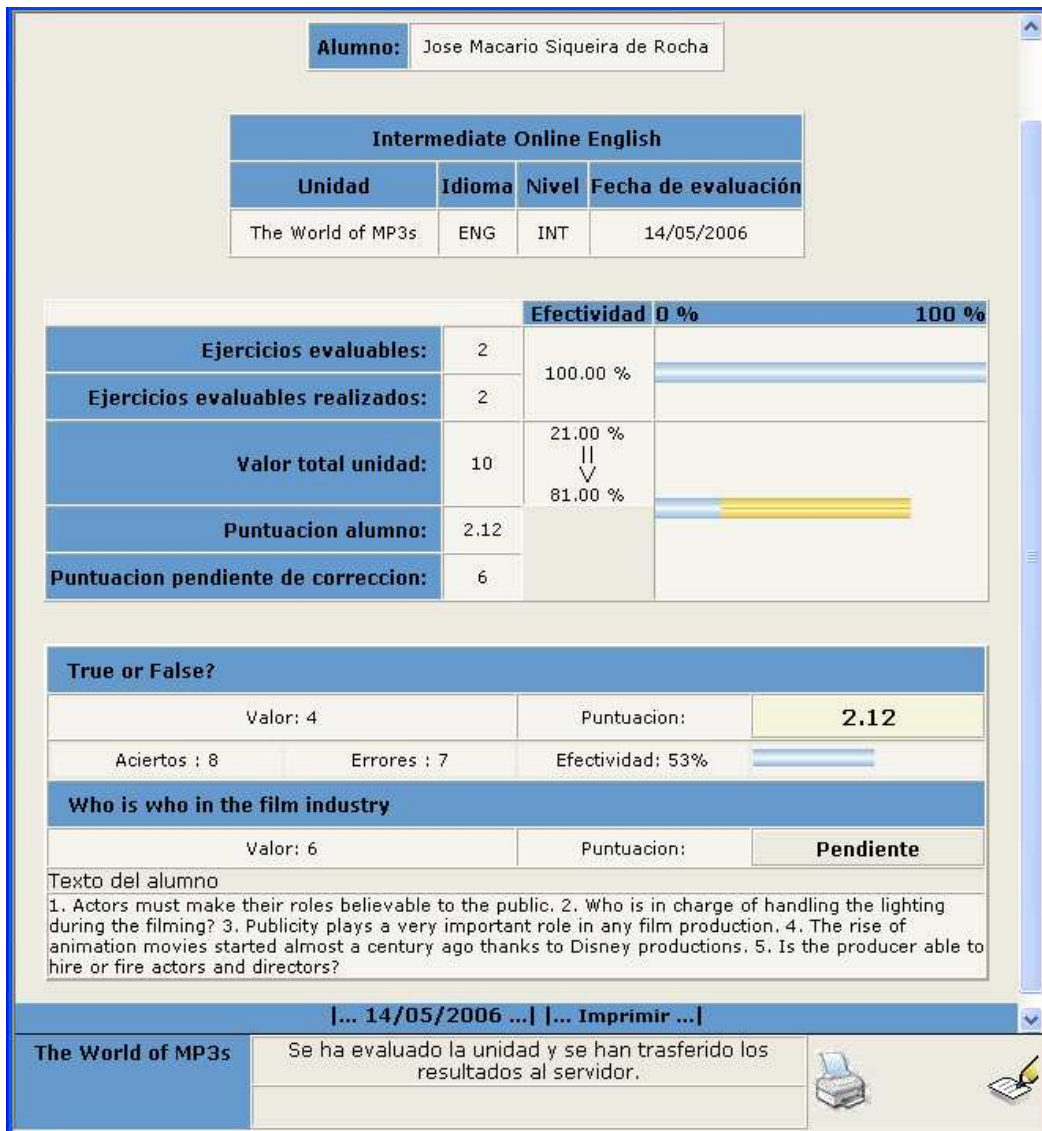 Alumno: Jose Macario Siqueira de Rocha
Intermediate Online English
Unidad Idioma Nivel Fecha de evaluación
The World of MP3s ENG INT 14/05/2006
Efectividad 0 % 100 %
Ejercicios evaluables: 2
100.00 %
Ejercicios evaluables realizados: 2
21.00 %
Valor total unidad: 10
81.00 %
Puntuacion alumno: 2.12
Puntuacion pendiente de correccion: 6
True or False?
Valor: 4 Puntuacion: 2.12
Aciertos : 8 Errores : 7 Efectividad: 53%
Who is who in the film industry
Valor: 6 Puntuacion: Pendiente
Texto del alumno
1. Actors must make their roles believable to the public. 2. Who is in charge of handling the lighting
during the filming? 3. Publicity plays a very important role in any film production. 4. The rise of
animation movies started almost a century ago thanks to Disney productions. 5. Is the producer able to
hire or fire actors and directors?
|... 14/05/2006 ...| |... Imprimir ...|
The World of MP3s Se ha evaluado la unidad y se han trasferido los
resultados al servidor.